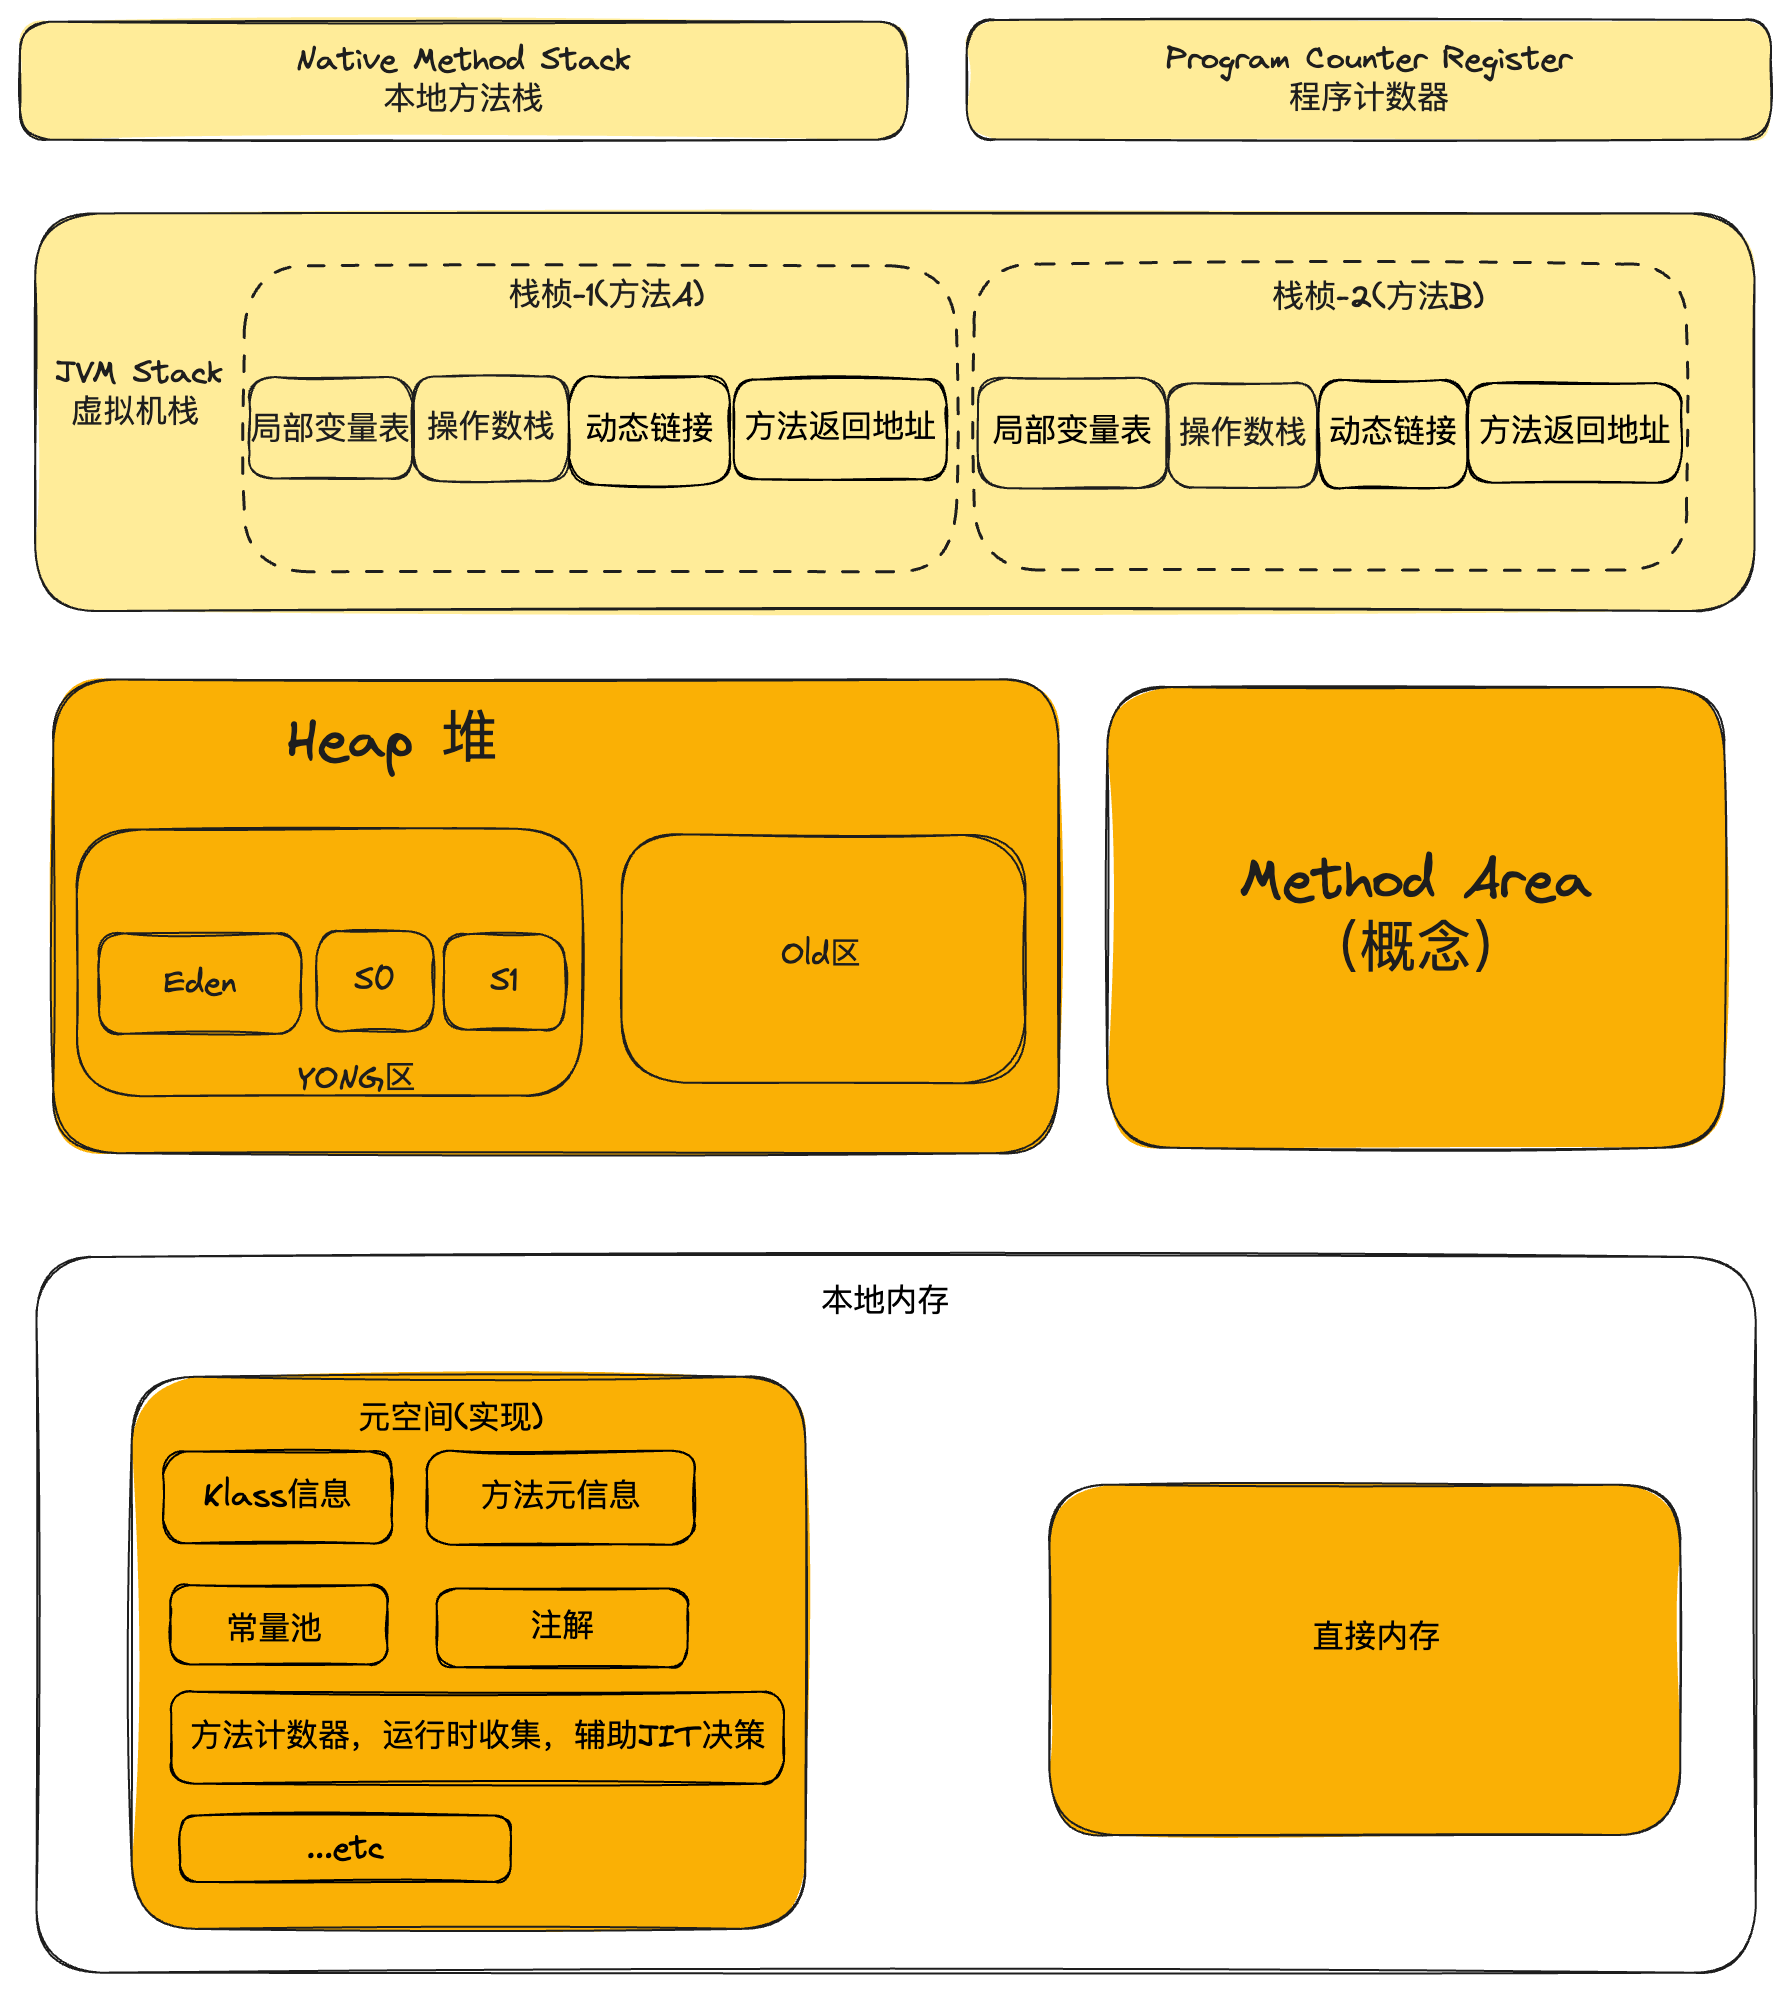 Native Method Stack
本地方法栈
Program Counter Register
程序计数器
JVM Stack
虚拟机栈
栈桢-1(方法A)
局部变量表
操作数栈
动态链接
方法返回地址
栈桢-2(方法B)
局部变量表
操作数栈
动态链接
方法返回地址
Heap 堆
Eden
S0
S1
YONG区
Old区
Method Area
(概念)
本地内存
元空间(实现)
Klass信息
方法元信息
常量池
注解
方法计数器，运行时收集，辅助JIT决策
...etc
直接内存